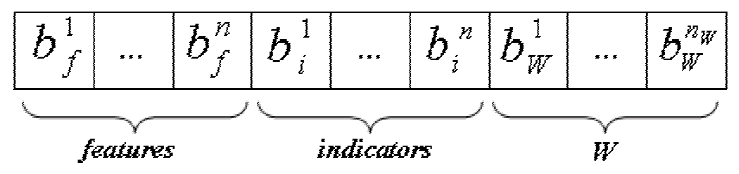 b_f^1 ... b_f^n b_i^1 ... b_i^n b_W^1 ... b_W^{n_W}
features indicators W